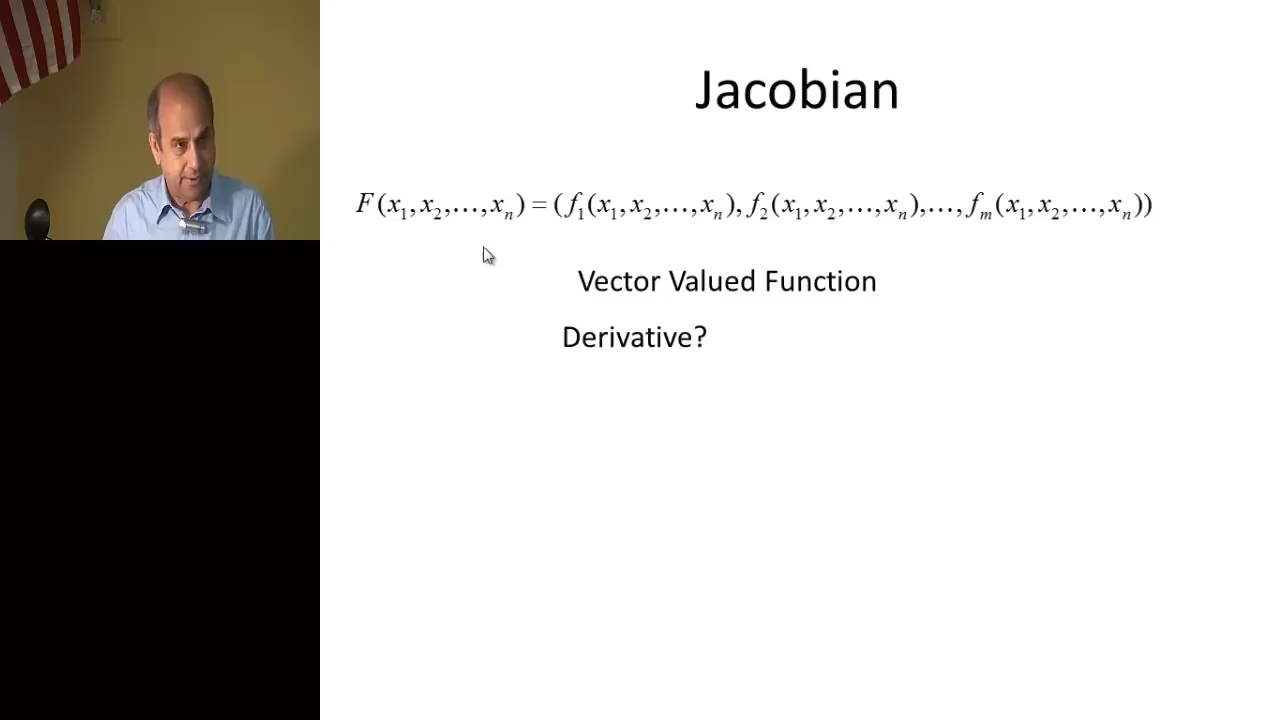 Jacobian
F(x₁,x₂,…,xₙ) = (f₁(x₁,x₂,…,xₙ), f₂(x₁,x₂,…,xₙ),…, fₘ(x₁,x₂,…,xₙ))
Vector Valued Function
Derivative?